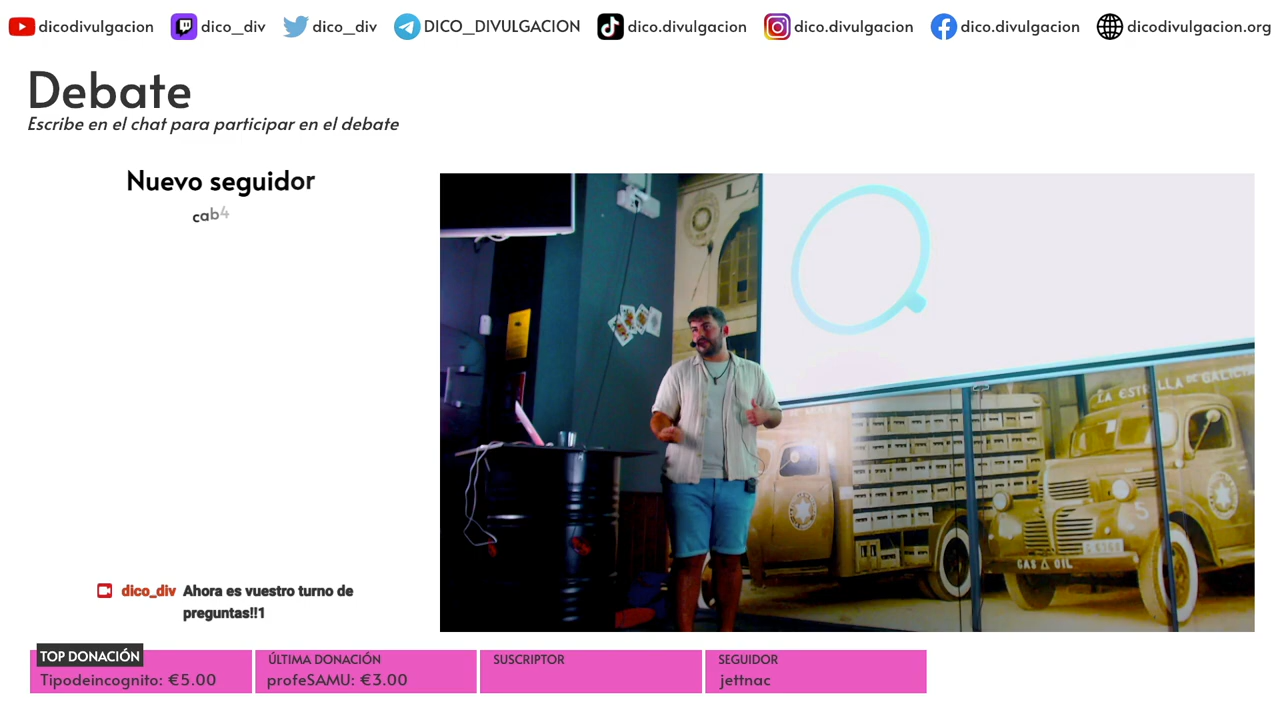 dicodivulgacion dico_div dico_div DICO_DIVULGACION dico.divulgacion dico.divulgacion dico.divulgacion dicodivulgacion.org
Debate
Escribe en el chat para participar en el debate
Nuevo seguidor
cab4
LA ESTRELLA DE GALICIA
5
GAS OIL
dico_div Ahora es vuestro turno de
preguntas!!1
TOP DONACIÓN
Tipodeincognito: €5.00
ÚLTIMA DONACIÓN
profeSAMU: €3.00
SUSCRIPTOR
SEGUIDOR
jettnac